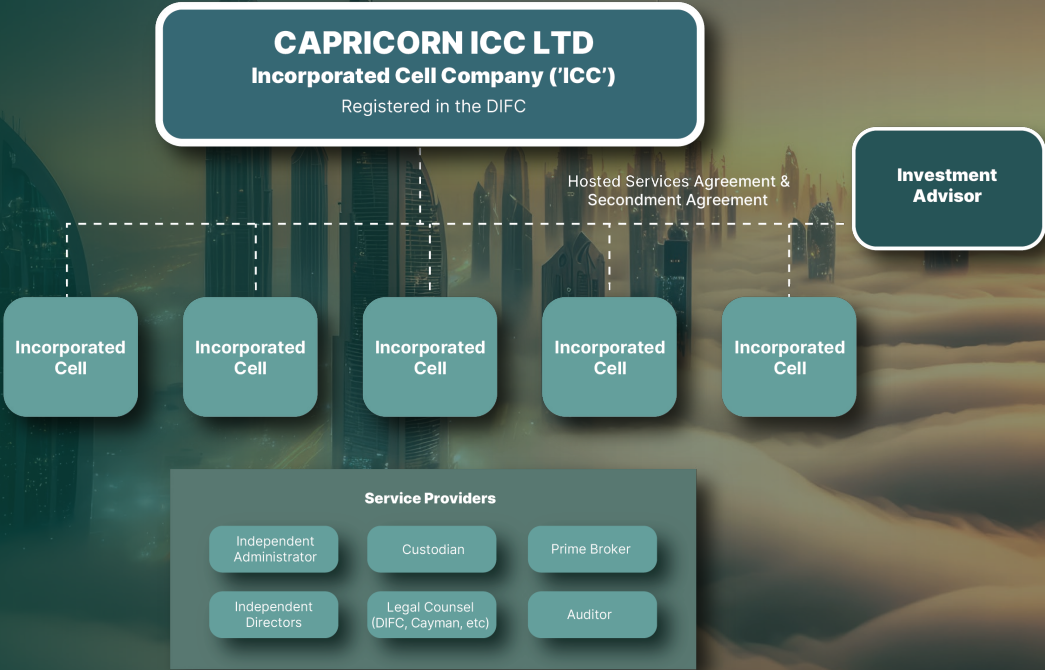 CAPRICORN ICC LTD
Incorporated Cell Company ('ICC')
Registered in the DIFC
Hosted Services Agreement &
Secondment Agreement
Investment
Advisor
Incorporated
Cell
Incorporated
Cell
Incorporated
Cell
Incorporated
Cell
Incorporated
Cell
Service Providers
Independent
Administrator
Custodian
Prime Broker
Independent
Directors
Legal Counsel
(DIFC, Cayman, etc)
Auditor